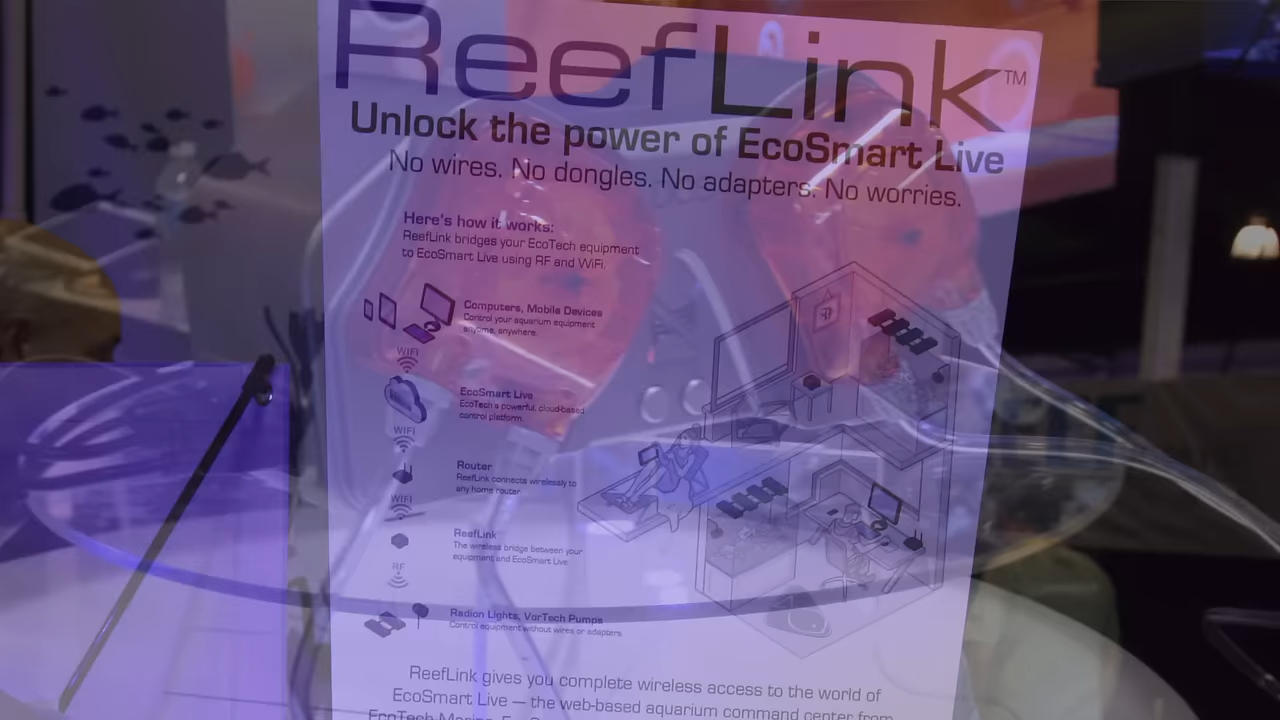 ReefLink™
Unlock the power of EcoSmart Live
No wires. No dongles. No adapters. No worries.
Here's how it works:
ReefLink bridges your EcoTech equipment
to EcoSmart Live using RF and WiFi.
Computers, Mobile Devices
Control your aquarium equipment
anytime, anywhere.
WIFI
EcoSmart Live
EcoTech's powerful, cloud-based
control platform.
WIFI
Router
ReefLink connects wirelessly to
any home router.
WIFI
ReefLink
The wireless bridge between your
equipment and EcoSmart Live
RF
Radion Lights, VorTech Pumps
Control equipment without wires or adapters.
ReefLink gives you complete wireless access to the world of
EcoSmart Live — the web-based aquarium command center from
EcoTech Marine.